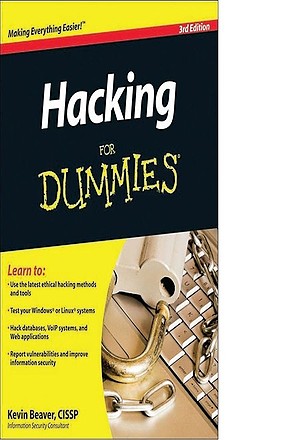 Making Everything Easier!™
3rd Edition
Hacking
FOR
DUMMIES®
Learn to:
• Use the latest ethical hacking methods
and tools
• Test your Windows® or Linux® systems
• Hack databases, VoIP systems, and
Web applications
• Report vulnerabilities and improve
information security
Kevin Beaver, CISSP
Information Security Consultant